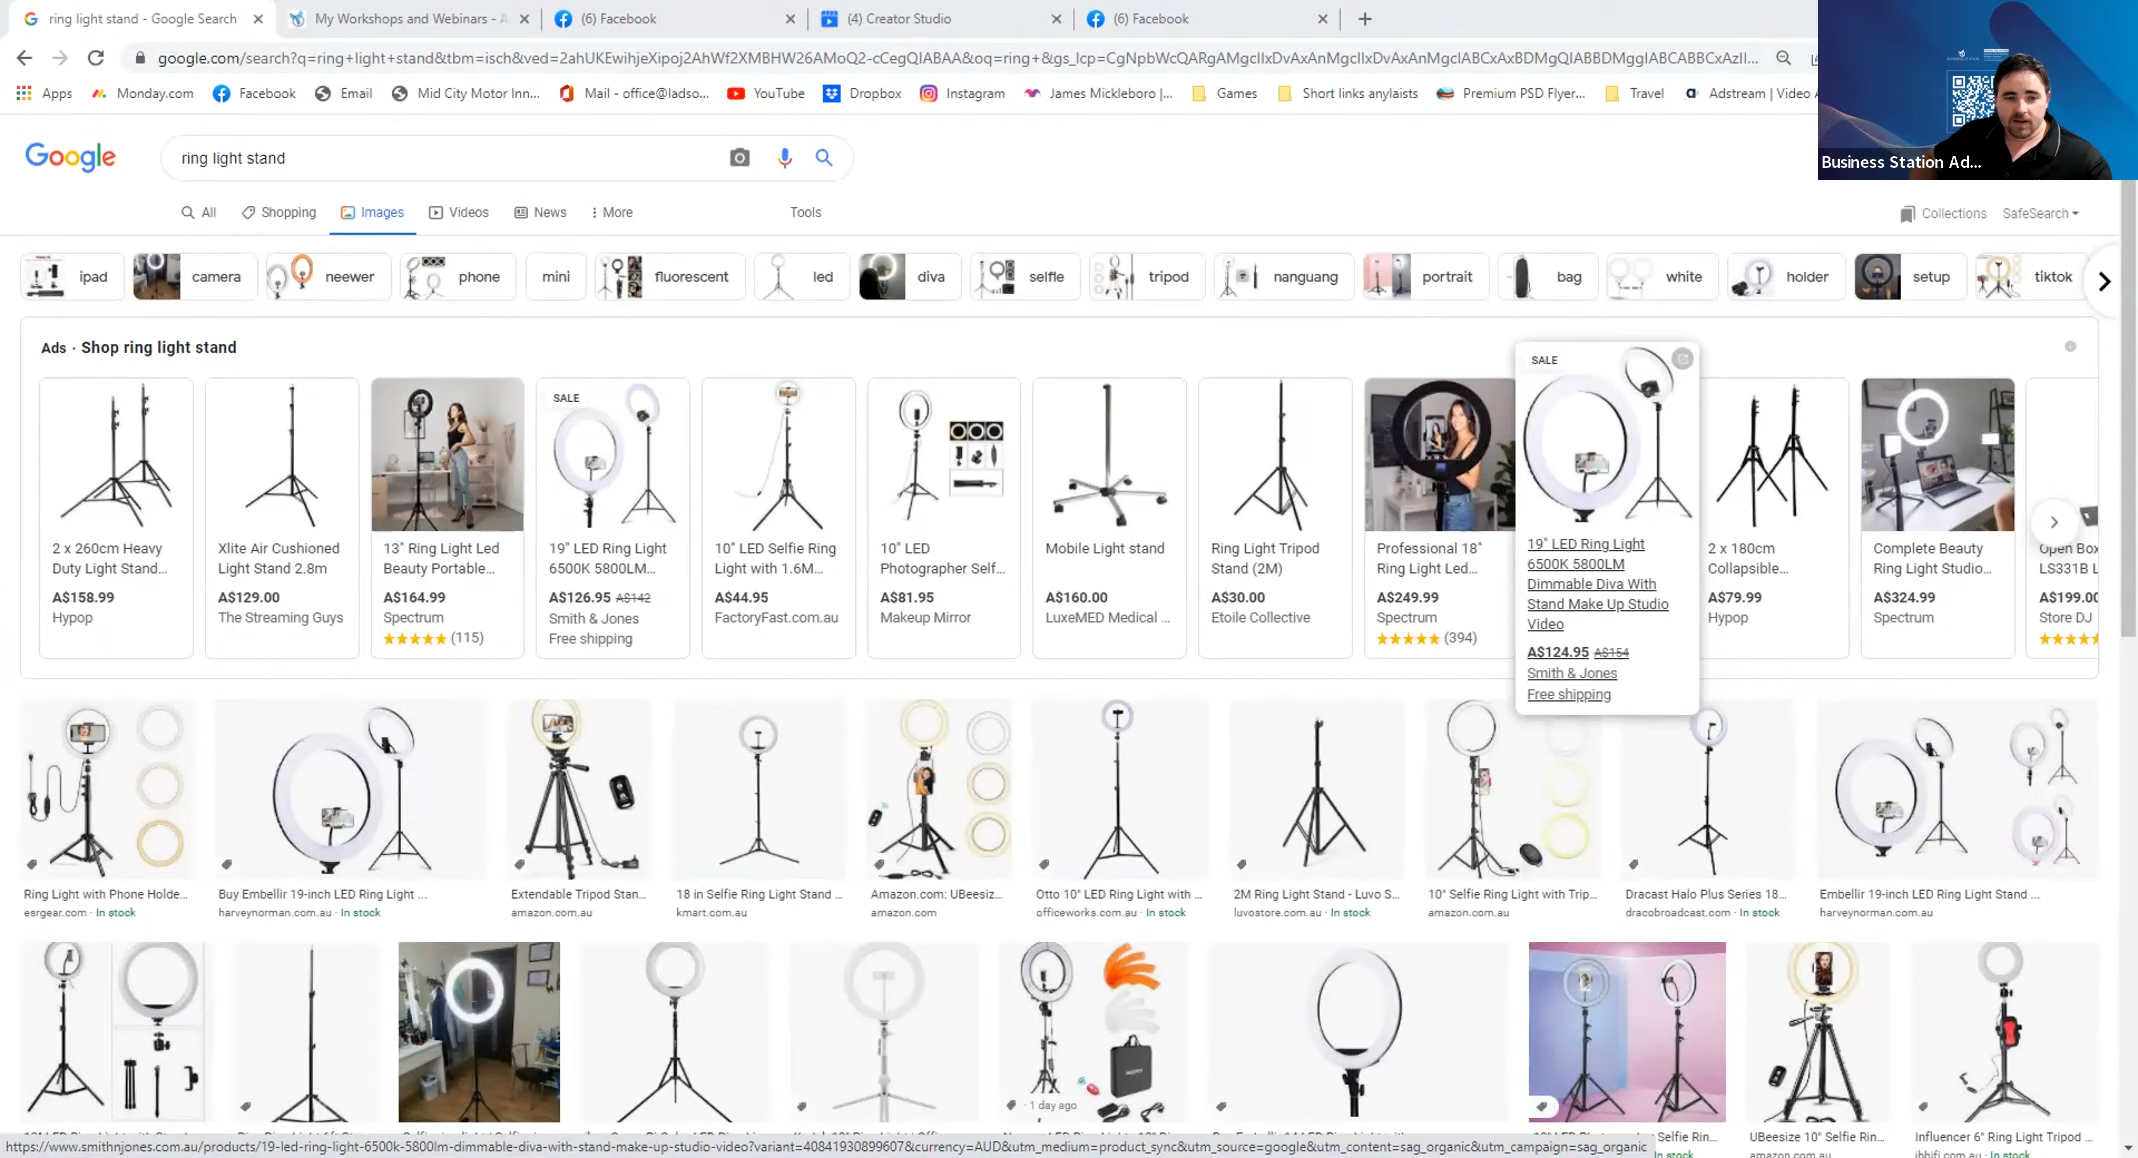 ring light stand - Google Search
My Workshops and Webinars - A
(6) Facebook
(4) Creator Studio
(6) Facebook
google.com/search?q=ring+light+stand&tbm=isch&ved=2ahUKEwihjeXipoj2AhWf2XMBHW26AMoQ2-cCegQIABAA&oq=ring+&gs_lcp=CgNpbWcQARgAMgcIIxDvAxAnMgcIIxDvAxAnMgcIABCxAxBDMgQIABBDMggIABCABBCxAzII...
Apps
Monday.com
Facebook
Email
Mid City Motor Inn...
Mail - office@ladso...
YouTube
Dropbox
Instagram
James Mickleboro |...
Games
Short links anylaists
Premium PSD Flyer...
Travel
Adstream | Video A
Business Station Ad...
Google
ring light stand
All
Shopping
Images
Videos
News
More
Tools
Collections
SafeSearch
ipad
camera
neewer
phone
mini
fluorescent
led
diva
selfie
tripod
nanguang
portrait
bag
white
holder
setup
tiktok
Ads · Shop ring light stand
2 x 260cm Heavy
Duty Light Stand...
A$158.99
Hypop
Xlite Air Cushioned
Light Stand 2.8m
A$129.00
The Streaming Guys
13" Ring Light Led
Beauty Portable...
A$164.99
Spectrum
(115)
SALE
19" LED Ring Light
6500K 5800LM...
A$126.95 A$142
Smith & Jones
Free shipping
10" LED Selfie Ring
Light with 1.6M...
A$44.95
FactoryFast.com.au
10" LED
Photographer Self...
A$81.95
Makeup Mirror
Mobile Light stand
A$160.00
LuxeMED Medical ...
Ring Light Tripod
Stand (2M)
A$30.00
Etoile Collective
Professional 18"
Ring Light Led...
A$249.99
Spectrum
(394)
SALE
19" LED Ring Light
6500K 5800LM
Dimmable Diva With
Stand Make Up Studio
Video
A$124.95 A$154
Smith & Jones
Free shipping
2 x 180cm
Collapsible...
A$79.99
Hypop
Complete Beauty
Ring Light Studio...
A$324.99
Spectrum
Open Box
LS331B L
A$199.00
Store DJ
Ring Light with Phone Holde...
esrgear.com · In stock
Buy Embellir 19-inch LED Ring Light ...
harveynorman.com.au · In stock
Extendable Tripod Stan...
amazon.com.au
18 in Selfie Ring Light Stand ...
kmart.com.au
Amazon.com: UBeesiz...
amazon.com
Otto 10" LED Ring Light with ...
officeworks.com.au · In stock
2M Ring Light Stand - Luvo S...
luvostore.com.au · In stock
10" Selfie Ring Light with Trip...
amazon.com.au
Dracast Halo Plus Series 18...
dracobroadcast.com · In stock
Embellir 19-inch LED Ring Light Stand ...
harveynorman.com.au
· 1 day ago
Selfie Rin...
In stock
UBeesize 10" Selfie Rin...
amazon.com.au
Influencer 6" Ring Light Tripod ...
jbhifi.com.au · In stock
https://www.smithnjones.com.au/products/19-led-ring-light-6500k-5800lm-dimmable-diva-with-stand-make-up-studio-video?variant=40841930899607&currency=AUD&utm_medium=product_sync&utm_source=google&utm_content=sag_organic&utm_campaign=sag_organic